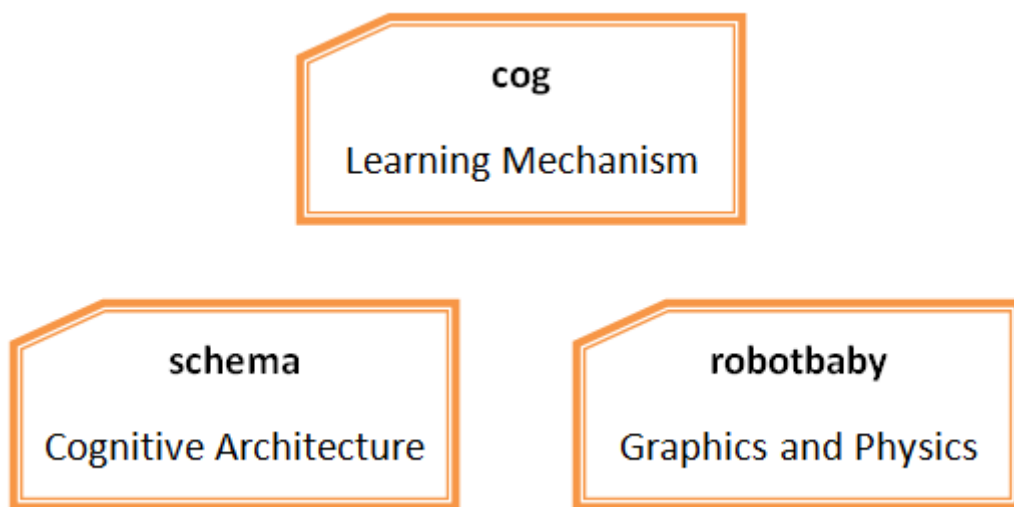 cog
Learning Mechanism
schema
Cognitive Architecture
robotbaby
Graphics and Physics